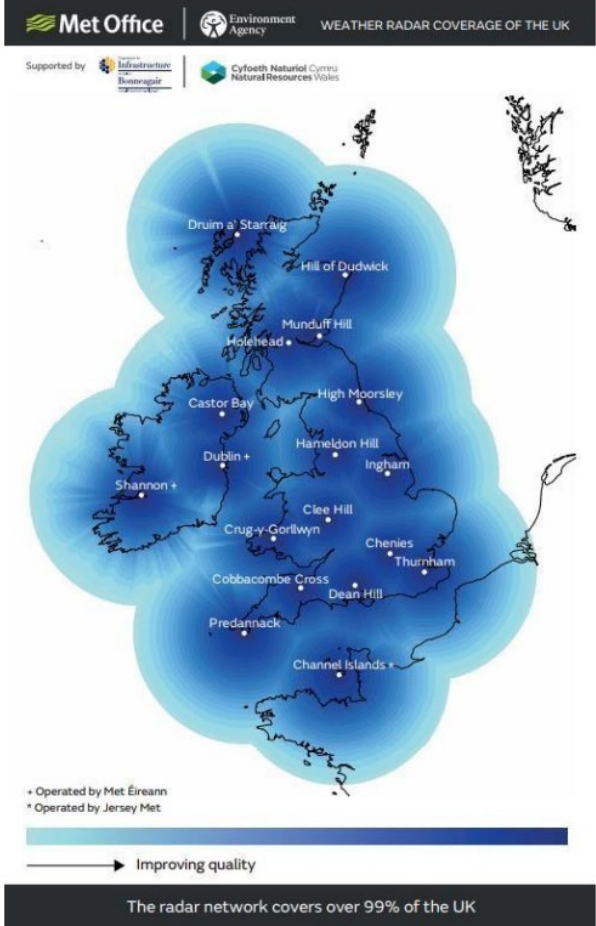 Met Office
Environment
Agency
WEATHER RADAR COVERAGE OF THE UK
Supported by
Infrastructure
Bonneagair
Cyfoeth Naturiol Cymru
Natural Resources Wales
Druim a' Starraig
Hill of Dudwick
Munduff Hill
Holehead
High Moorsley
Castor Bay
Hameldon Hill
Dublin +
Ingham
Shannon +
Clee Hill
Crug-y-Gorllwyn
Chenies
Thurnham
Cobbacombe Cross
Dean Hill
Predannack
Channel Islands *
+ Operated by Met Éireann
* Operated by Jersey Met
Improving quality
The radar network covers over 99% of the UK